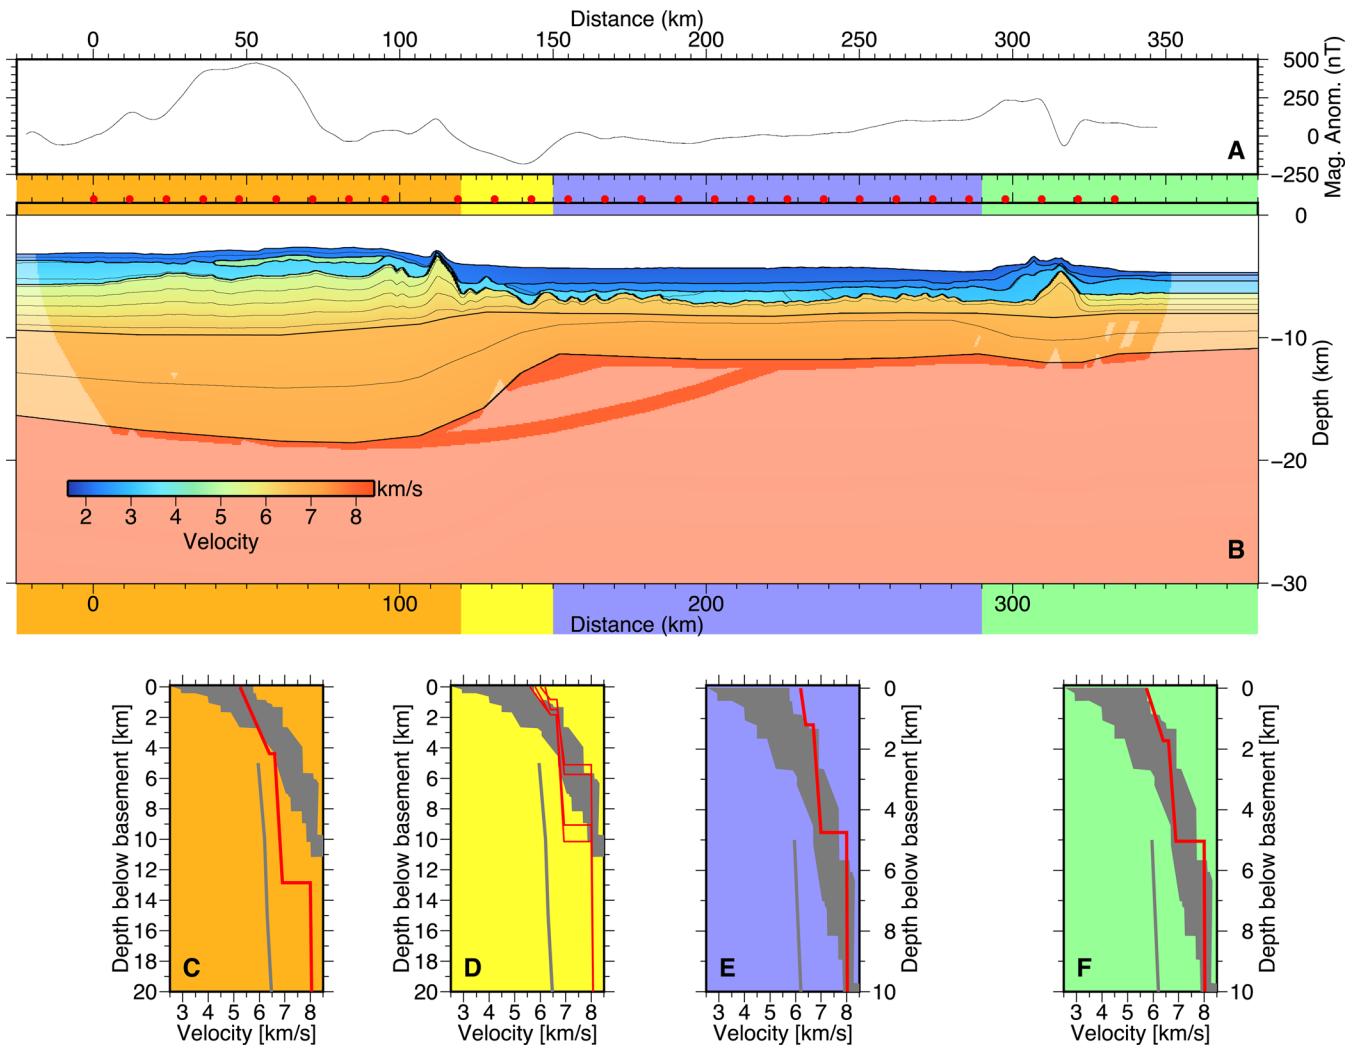 Distance (km)
0 50 100 150 200 250 300 350
500
250
0
−250
Mag. Anom. (nT)
A
0
−10
−20
−30
Depth (km)
km/s
2 3 4 5 6 7 8
Velocity
B
0 100 200 300
Distance (km)
0
2
4
6
8
10
12
14
16
18
20
Depth below basement [km]
C
3 4 5 6 7 8
Velocity [km/s]
0
2
4
6
8
10
12
14
16
18
20
Depth below basement [km]
D
3 4 5 6 7 8
Velocity [km/s]
0
2
4
6
8
10
Depth below basement [km]
E
3 4 5 6 7 8
Velocity [km/s]
0
2
4
6
8
10
Depth below basement [km]
F
3 4 5 6 7 8
Velocity [km/s]